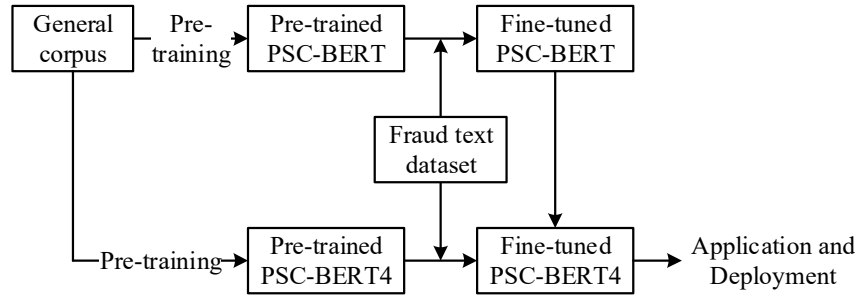 General
corpus
Pre-
training
Pre-trained
PSC-BERT
Fine-tuned
PSC-BERT
Fraud text
dataset
Pre-training
Pre-trained
PSC-BERT4
Fine-tuned
PSC-BERT4
Application and
Deployment